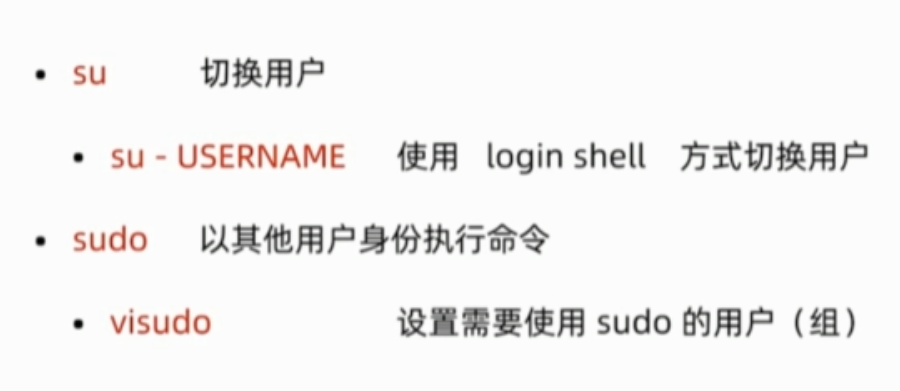 • su 切换用户
• su - USERNAME 使用 login shell 方式切换用户
• sudo 以其他用户身份执行命令
• visudo 设置需要使用 sudo 的用户（组）